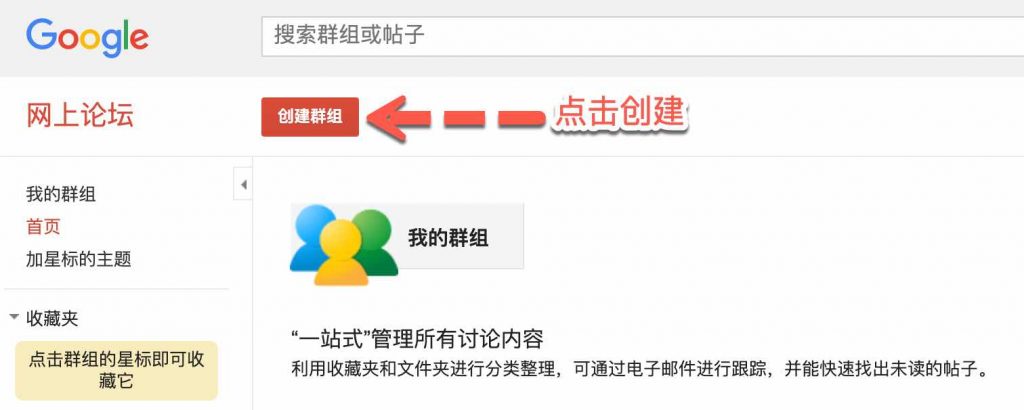 Google
搜索群组或帖子
网上论坛
创建群组
点击创建
我的群组
首页
加星标的主题
收藏夹
点击群组的星标即可收
藏它
我的群组
“一站式”管理所有讨论内容
利用收藏夹和文件夹进行分类整理，可通过电子邮件进行跟踪，并能快速找出未读的帖子。